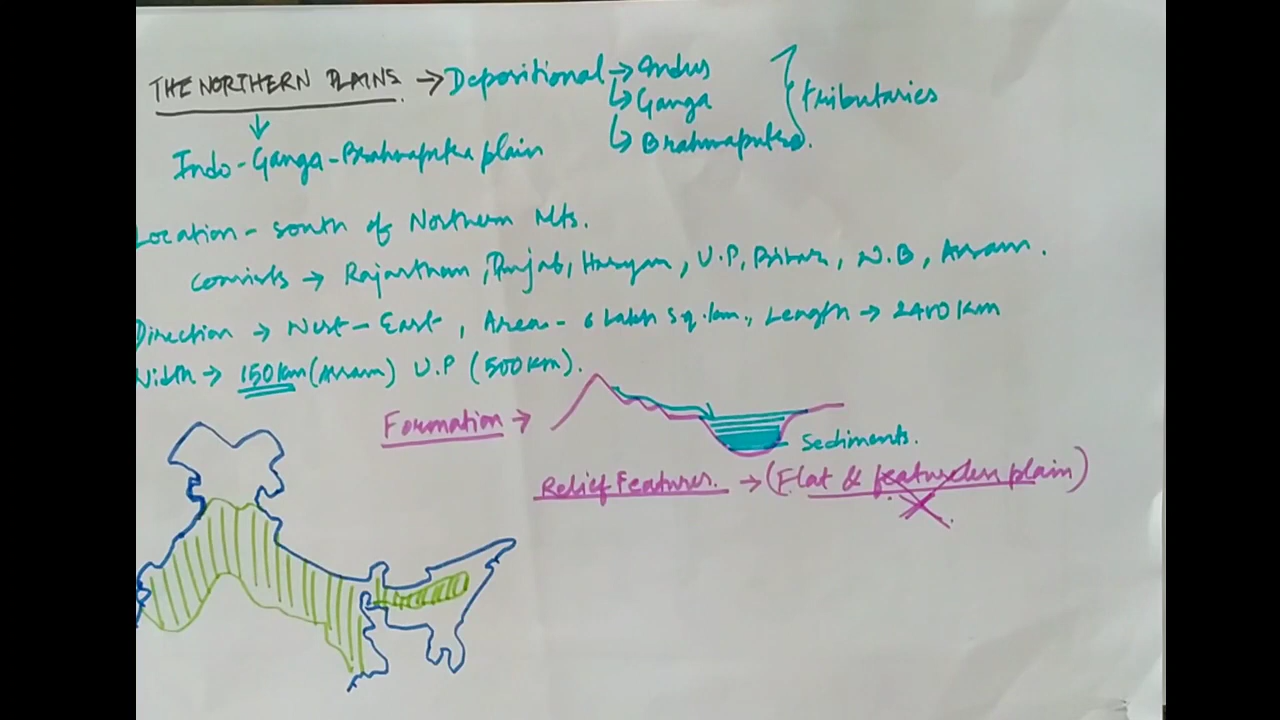 THE NORTHERN PLAINS → Depositional → Indus
↳ Ganga
↳ Brahmaputra.
} tributaries
↓
Indo-Ganga-Brahmaputra plain
Location - south of Northern Mts.
Consists → Rajasthan, Punjab, Haryana, U.P, Bihar, W.B, Assam.
Direction → West - East, Area - 6 Lakh Sq.km., Length → 2400 km
Width → 150 km (Assam) U.P (500 km).
Formation →
Sediments.
Relief Features. → (Flat & featureless plain)